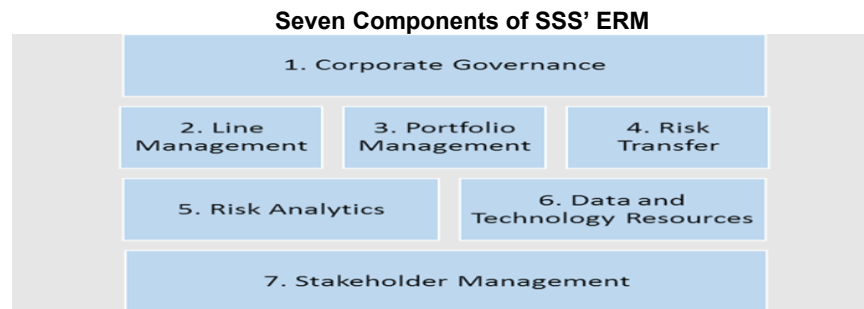 Seven Components of SSS' ERM
1. Corporate Governance
2. Line
Management
3. Portfolio
Management
4. Risk
Transfer
5. Risk Analytics
6. Data and
Technology Resources
7. Stakeholder Management